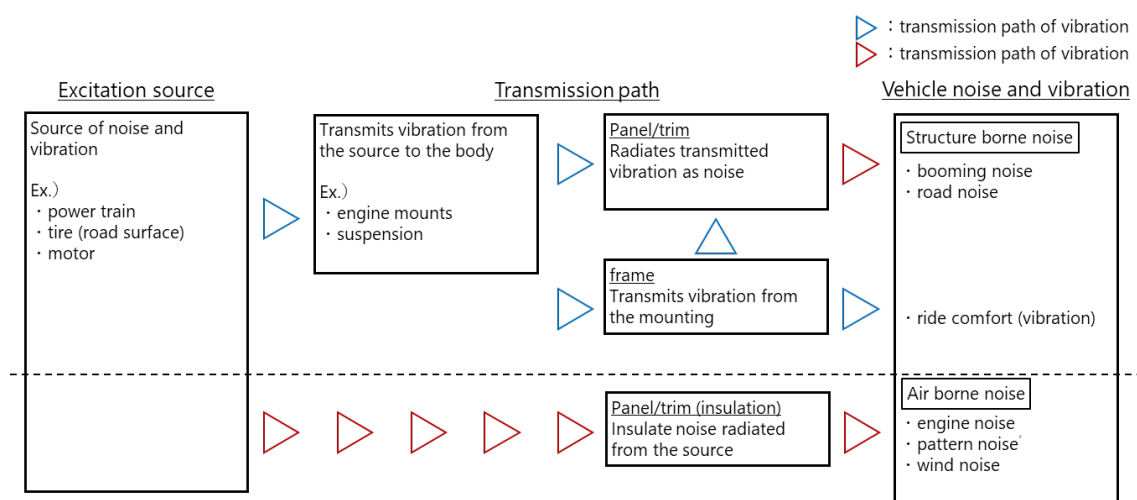 ：transmission path of vibration
：transmission path of vibration
Excitation source
Transmission path
Vehicle noise and vibration
Source of noise and
vibration
Ex.）
・power train
・tire (road surface)
・motor
Transmits vibration from
the source to the body
Ex.）
・engine mounts
・suspension
Panel/trim
Radiates transmitted
vibration as noise
frame
Transmits vibration from
the mounting
Structure borne noise
・booming noise
・road noise
・ride comfort (vibration)
Panel/trim (insulation)
Insulate noise radiated
from the source
Air borne noise
・engine noise
・pattern noise
・wind noise